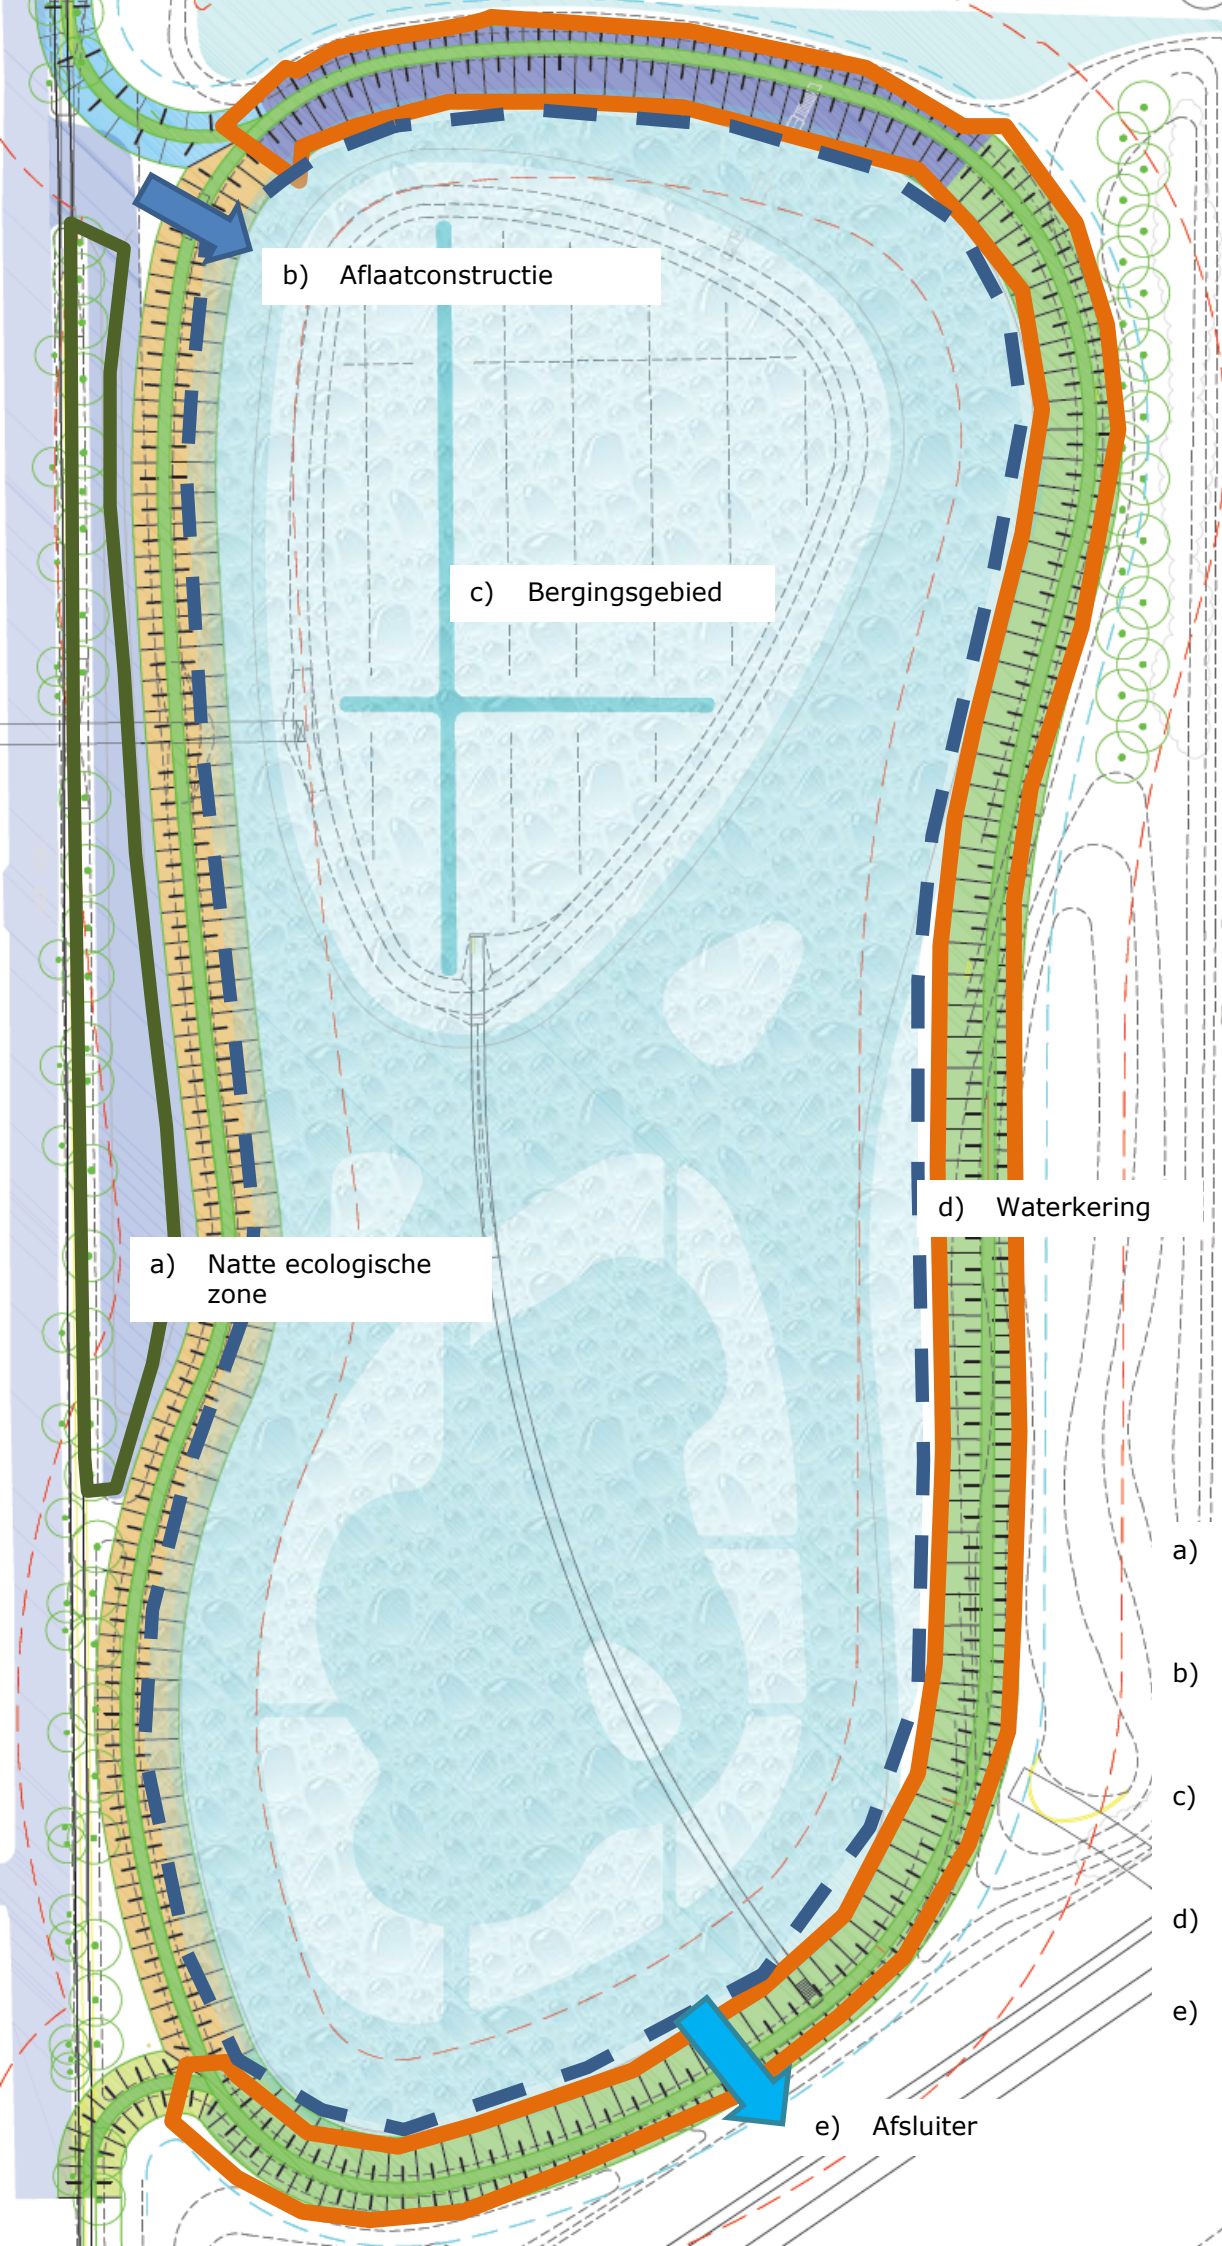 b) Aflaatconstructie
c) Bergingsgebied
d) Waterkering
a) Natte ecologische
zone
a)
b)
c)
d)
e)
e) Afsluiter